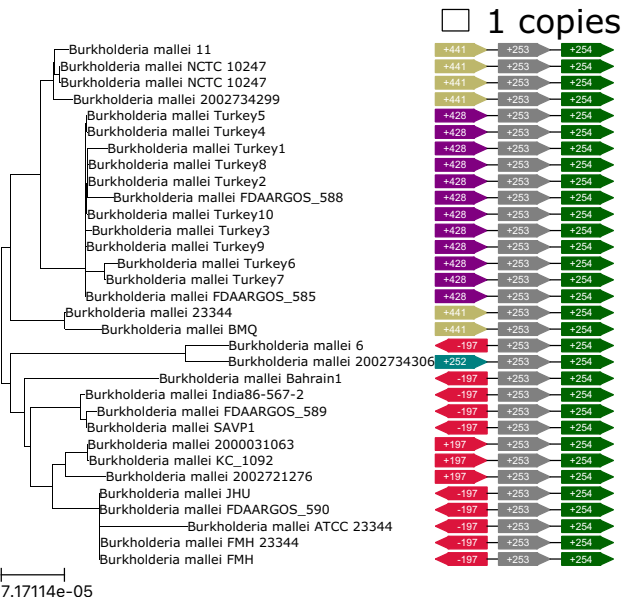 1 copies
Burkholderia mallei 11 +441 +253 +254
Burkholderia mallei NCTC 10247 +441 +253 +254
Burkholderia mallei NCTC 10247 +441 +253 +254
Burkholderia mallei 2002734299 +441 +253 +254
Burkholderia mallei Turkey5 +428 +253 +254
Burkholderia mallei Turkey4 +428 +253 +254
Burkholderia mallei Turkey1 +428 +253 +254
Burkholderia mallei Turkey8 +428 +253 +254
Burkholderia mallei Turkey2 +428 +253 +254
Burkholderia mallei FDAARGOS_588 +428 +253 +254
Burkholderia mallei Turkey10 +428 +253 +254
Burkholderia mallei Turkey3 +428 +253 +254
Burkholderia mallei Turkey9 +428 +253 +254
Burkholderia mallei Turkey6 +428 +253 +254
Burkholderia mallei Turkey7 +428 +253 +254
Burkholderia mallei FDAARGOS_585 +428 +253 +254
Burkholderia mallei 23344 +441 +253 +254
Burkholderia mallei BMQ +441 +253 +254
Burkholderia mallei 6 -197 +253 +254
Burkholderia mallei 2002734306 +252 +253 +254
Burkholderia mallei Bahrain1 -197 +253 +254
Burkholderia mallei India86-567-2 -197 +253 +254
Burkholderia mallei FDAARGOS_589 -197 +253 +254
Burkholderia mallei SAVP1 -197 +253 +254
Burkholderia mallei 2000031063 +197 +253 +254
Burkholderia mallei KC_1092 +197 +253 +254
Burkholderia mallei 2002721276 +197 +253 +254
Burkholderia mallei JHU -197 +253 +254
Burkholderia mallei FDAARGOS_590 -197 +253 +254
Burkholderia mallei ATCC 23344 -197 +253 +254
Burkholderia mallei FMH 23344 -197 +253 +254
Burkholderia mallei FMH -197 +253 +254
7.17114e-05